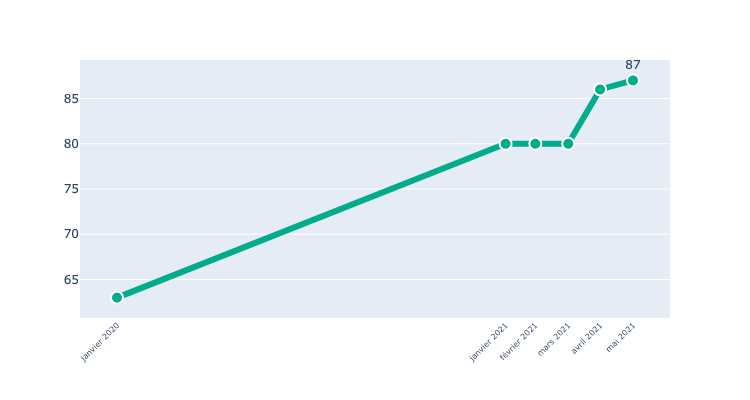 87
85
80
75
70
65
janvier 2020
janvier 2021
février 2021
mars 2021
avril 2021
mai 2021